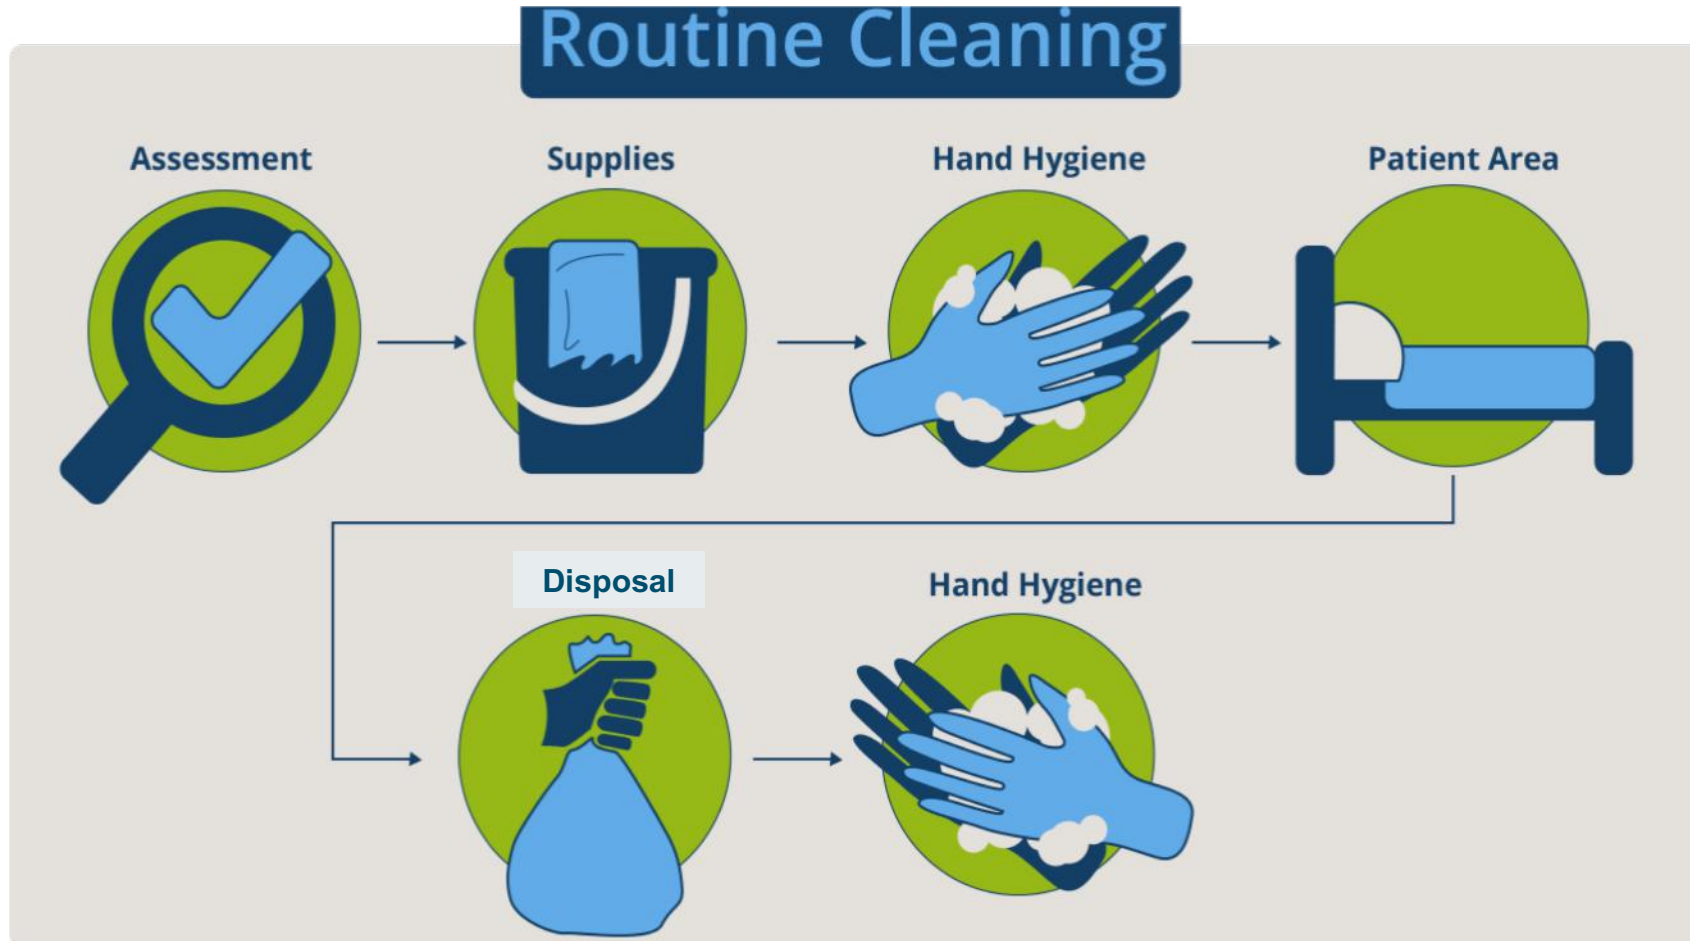 Routine Cleaning
Assessment
Supplies
Hand Hygiene
Patient Area
Disposal
Hand Hygiene